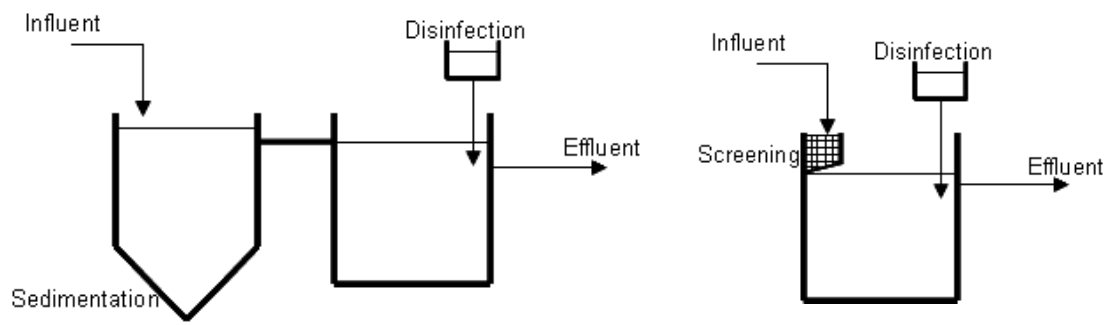 Influent
Disinfection
Effluent
Sedimentation
Influent
Disinfection
Screening
Effluent